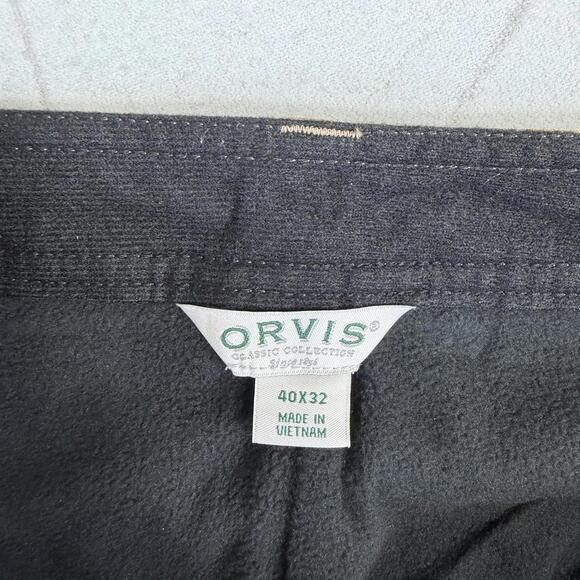 ORVIS®
CLASSIC COLLECTION
Since 1856
40X32
MADE IN
VIETNAM